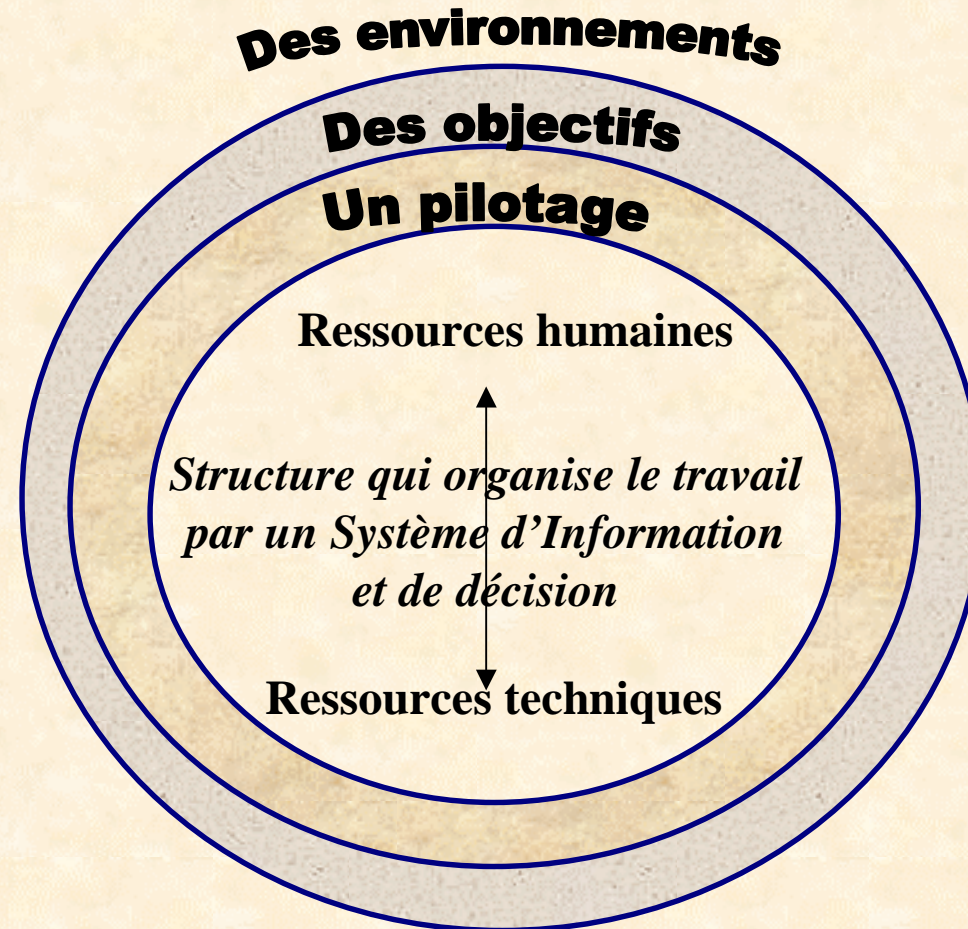 Des environnements
Des objectifs
Un pilotage
Ressources humaines
Structure qui organise le travail
par un Système d’Information
et de décision
Ressources techniques